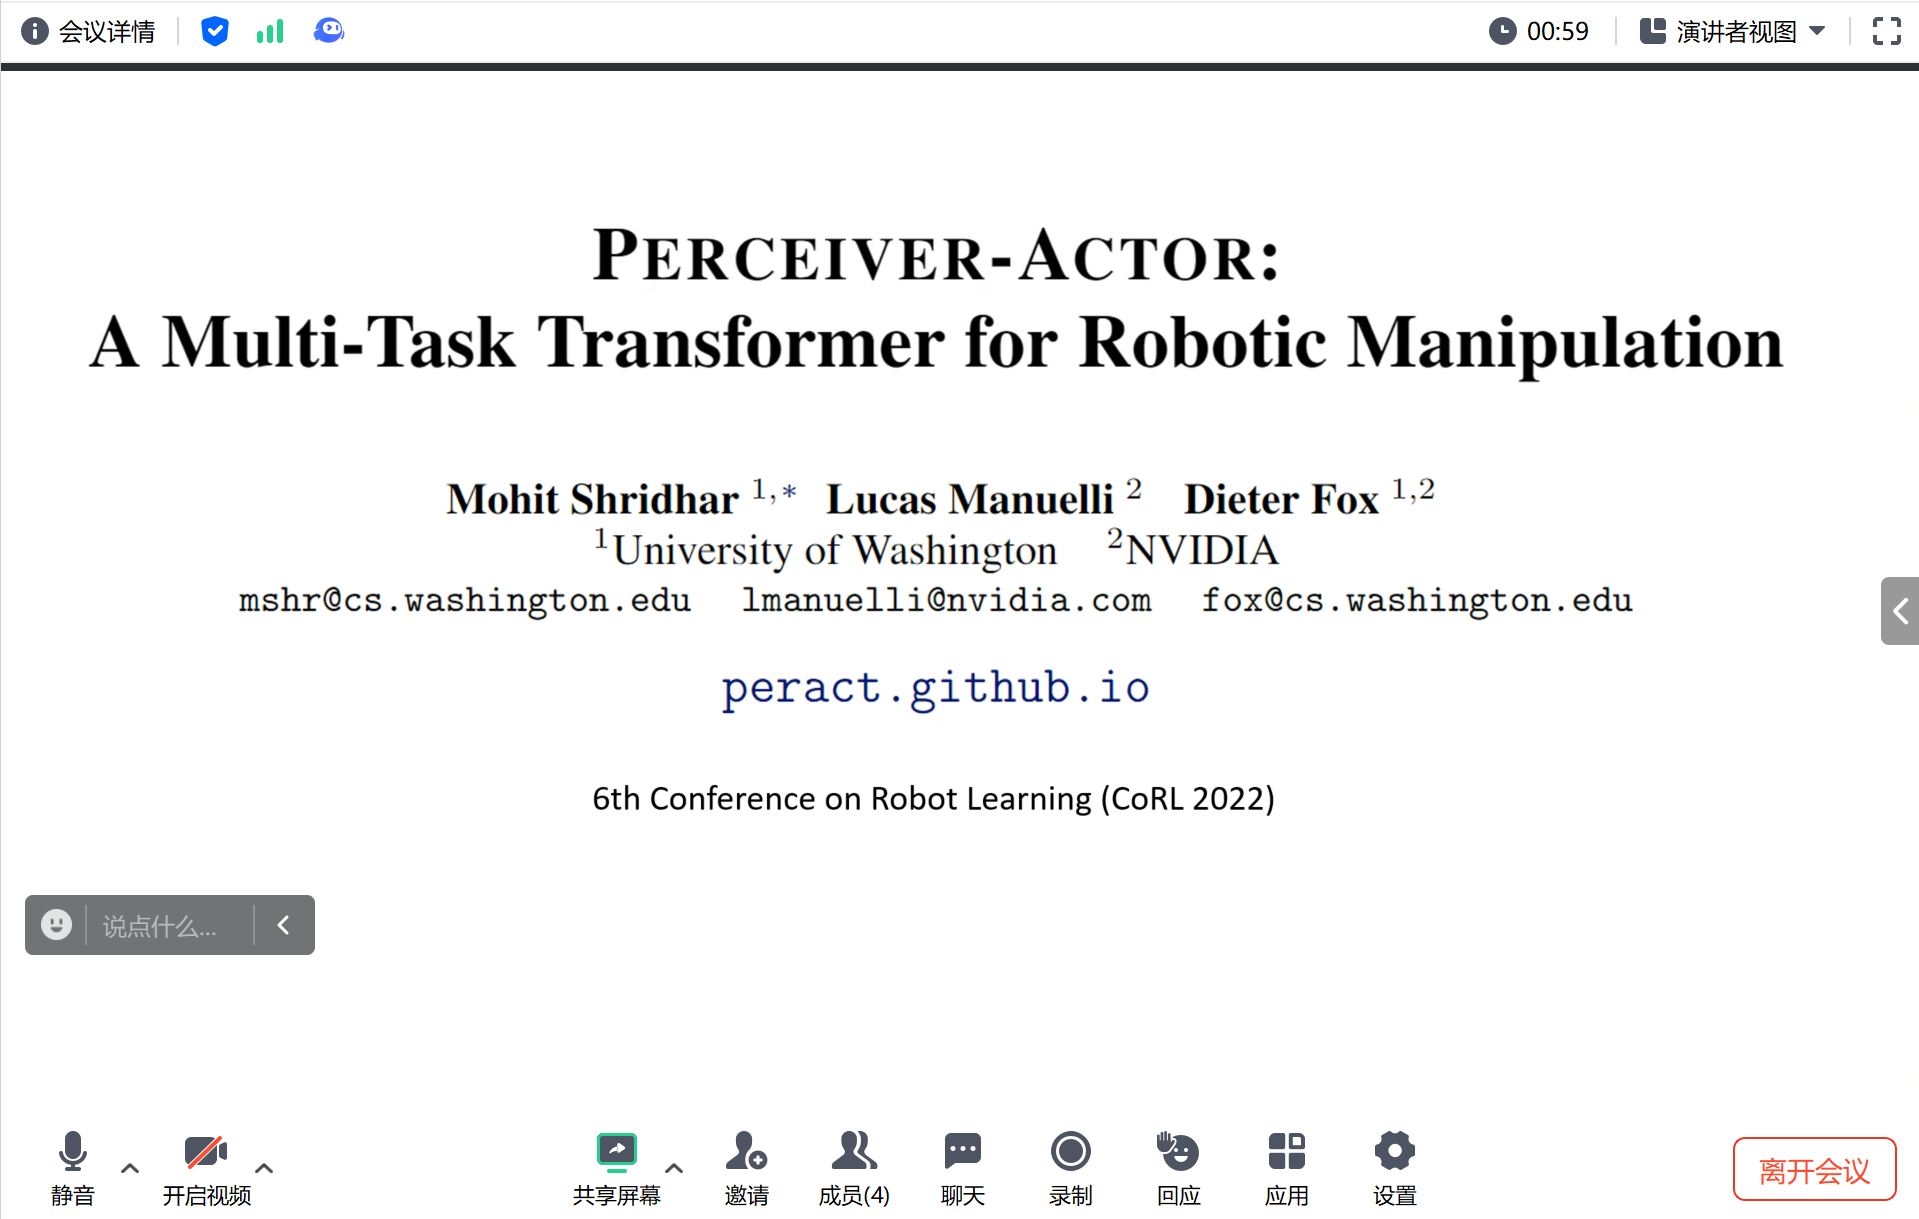 会议详情
00:59
演讲者视图
PERCEIVER-ACTOR:
A Multi-Task Transformer for Robotic Manipulation
Mohit Shridhar 1,* Lucas Manuelli 2 Dieter Fox 1,2
1University of Washington 2NVIDIA
mshr@cs.washington.edu lmanuelli@nvidia.com fox@cs.washington.edu
peract.github.io
6th Conference on Robot Learning (CoRL 2022)
说点什么...
静音
开启视频
共享屏幕
邀请
成员(4)
聊天
录制
回应
应用
设置
离开会议